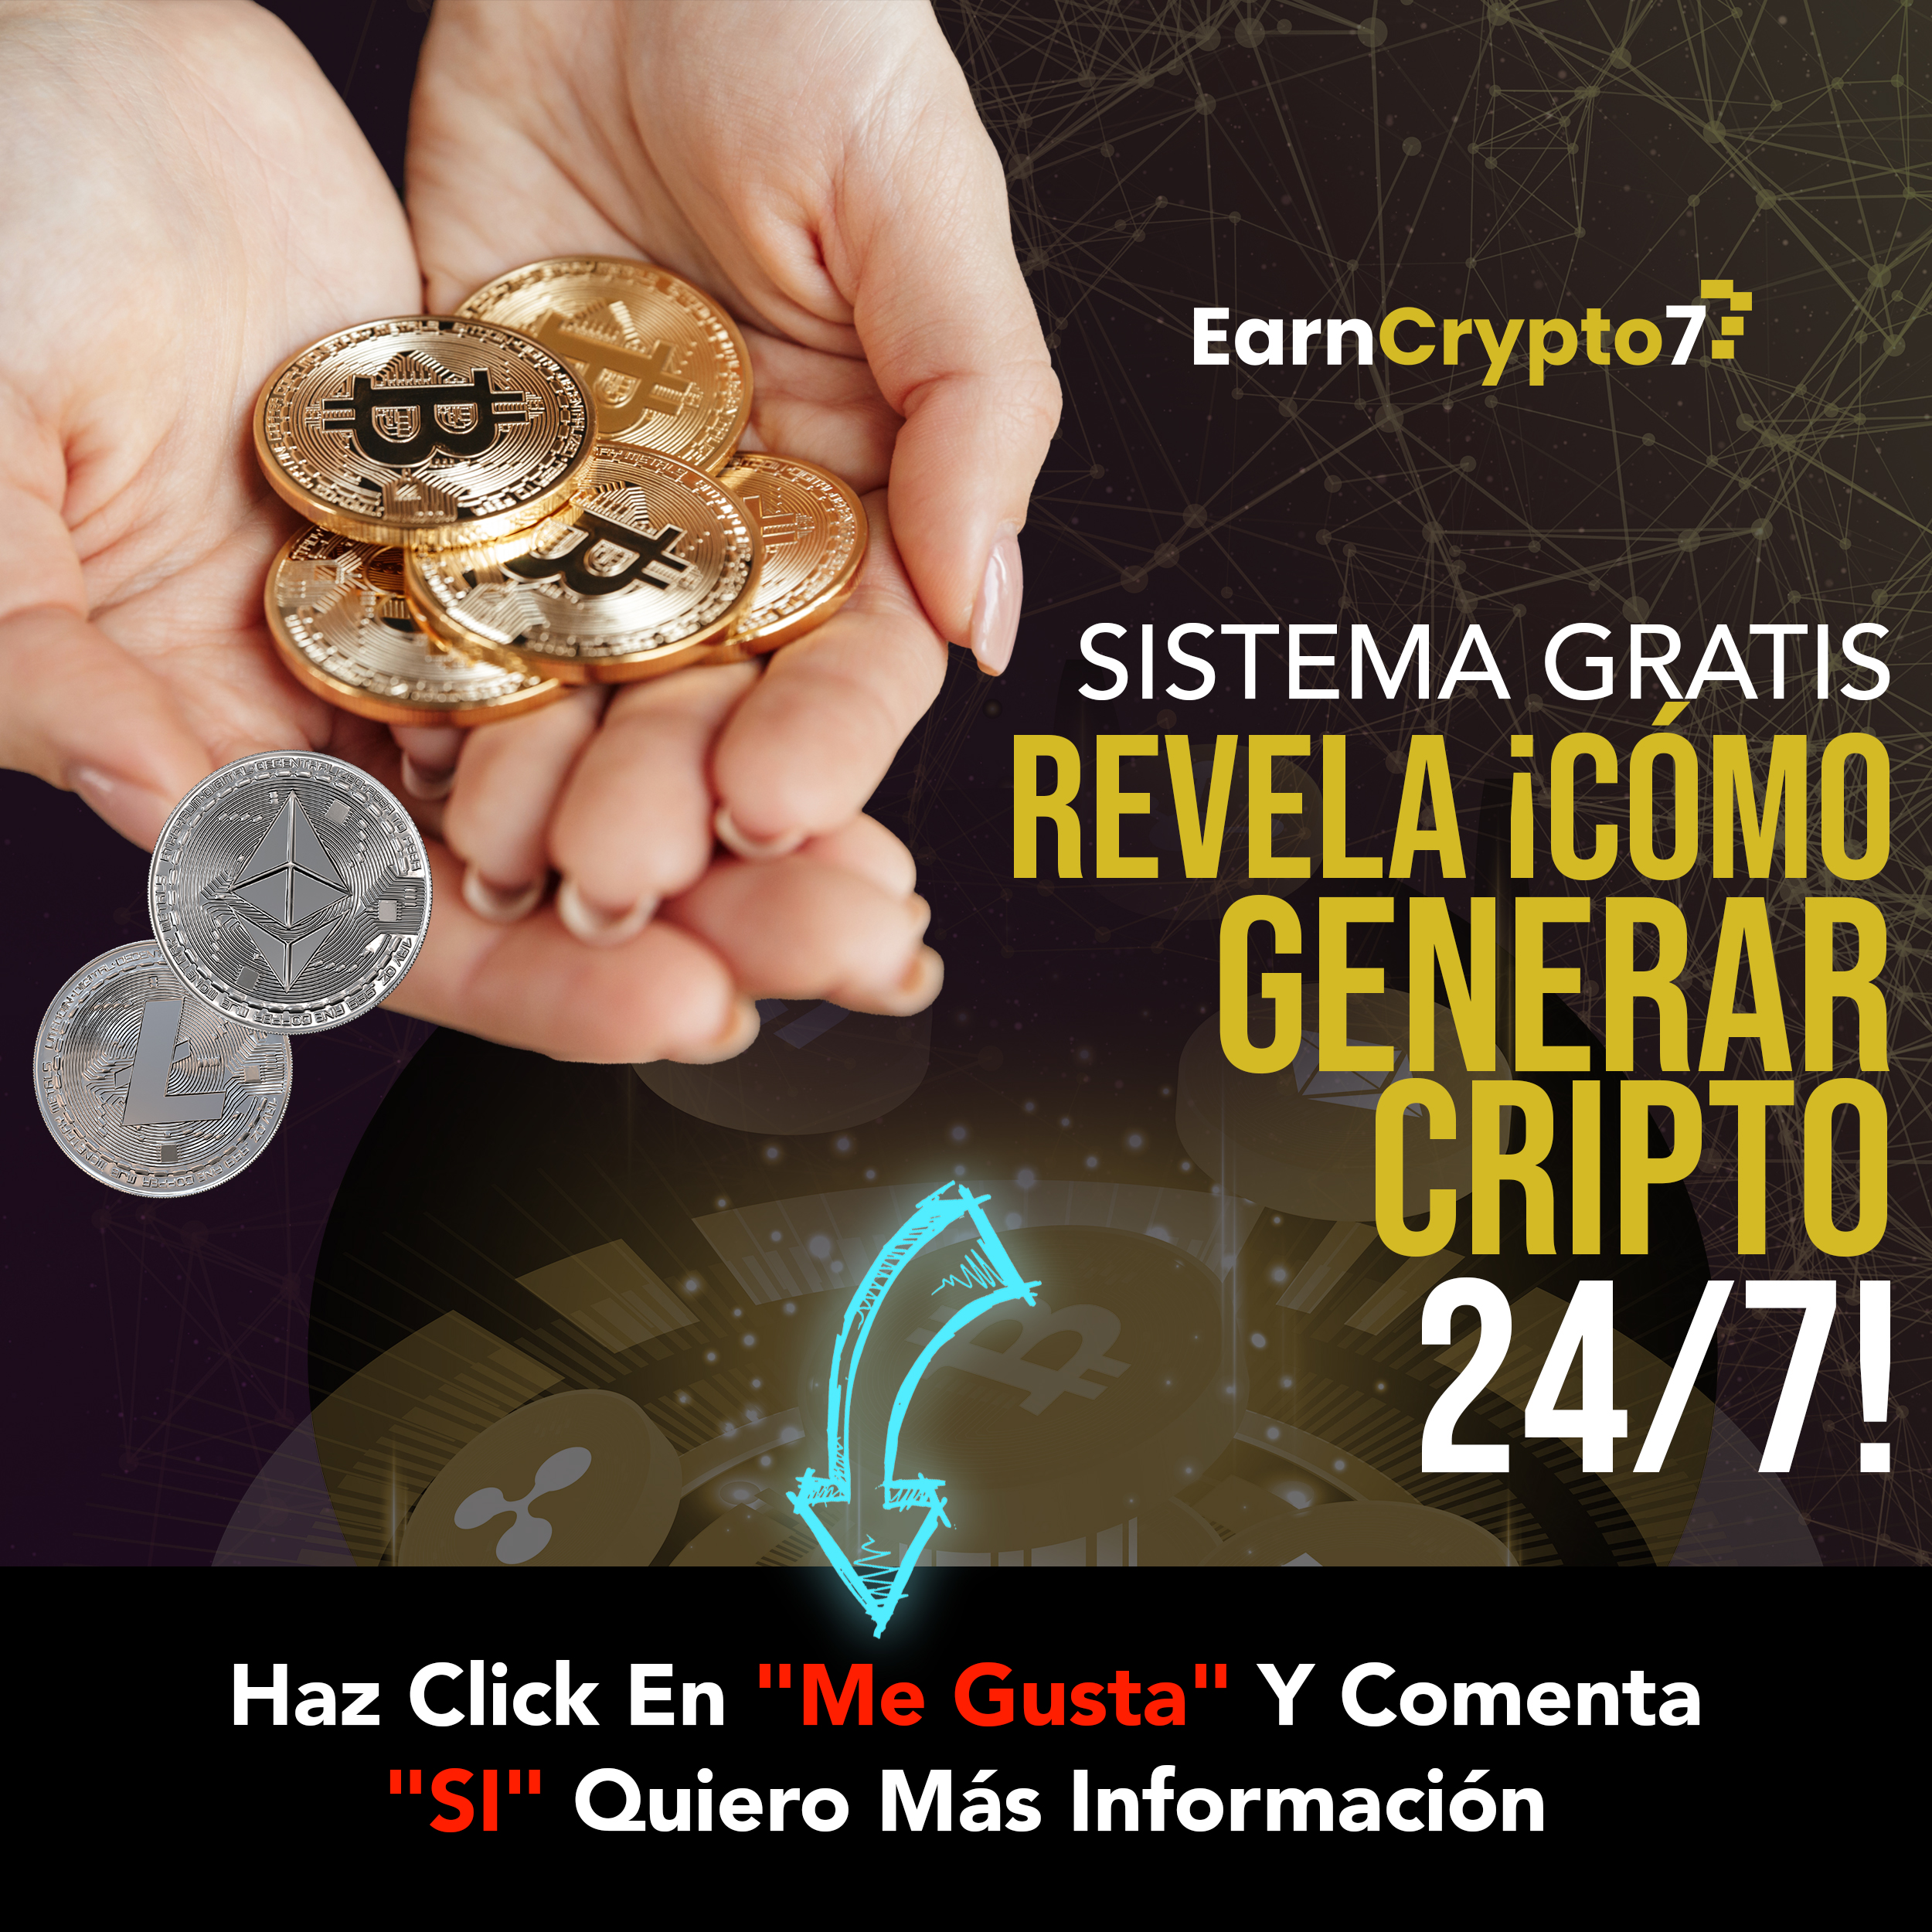 EarnCrypto7
SISTEMA GRATIS
REVELA ¡CÓMO
GENERAR
CRIPTO
24/7!
Haz Click En "Me Gusta" Y Comenta
"SI" Quiero Más Información